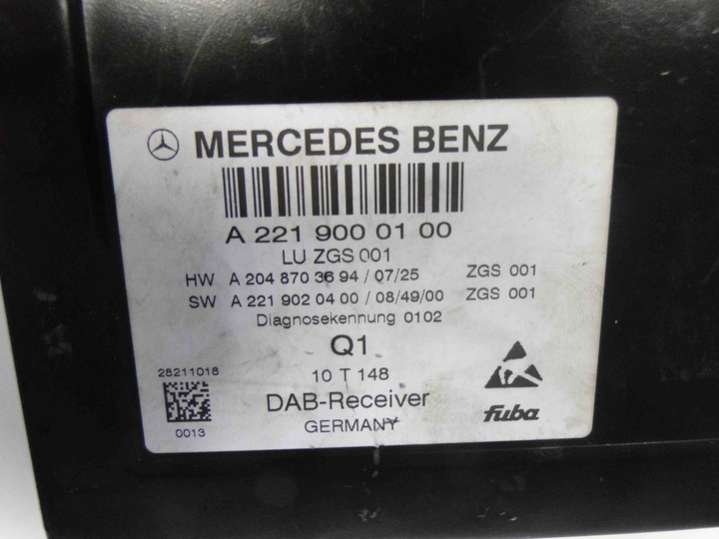 MERCEDES BENZ
A 221 900 01 00
LU ZGS 001
HW A 204 870 36 94 / 07/25 ZGS 001
SW A 221 902 04 00 / 08/49/00 ZGS 001
Diagnosekennung 0102
Q1
10 T 148
28211018
0013
DAB-Receiver
GERMANY
fuba